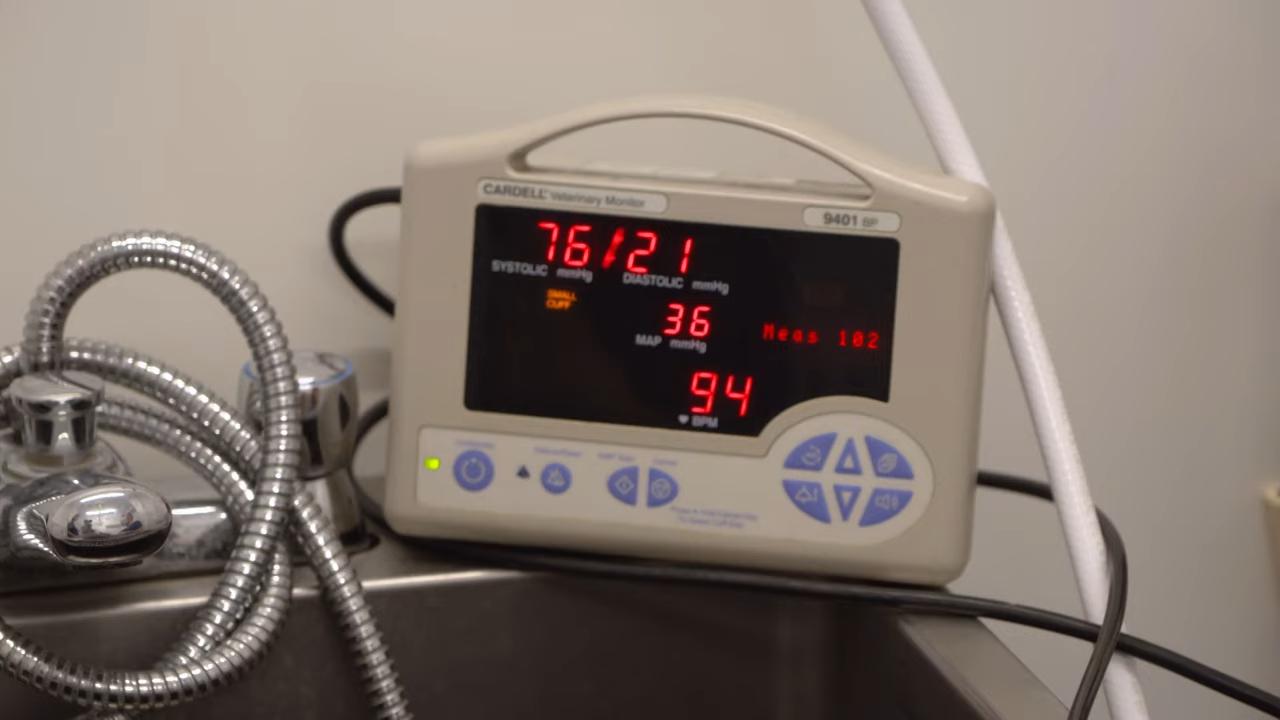 CARDELL Veterinary Monitor
9401 BP
76/21
SYSTOLIC mmHg DIASTOLIC mmHg
SMALL
CUFF
36
MAP mmHg
Meas 102
94
BPM